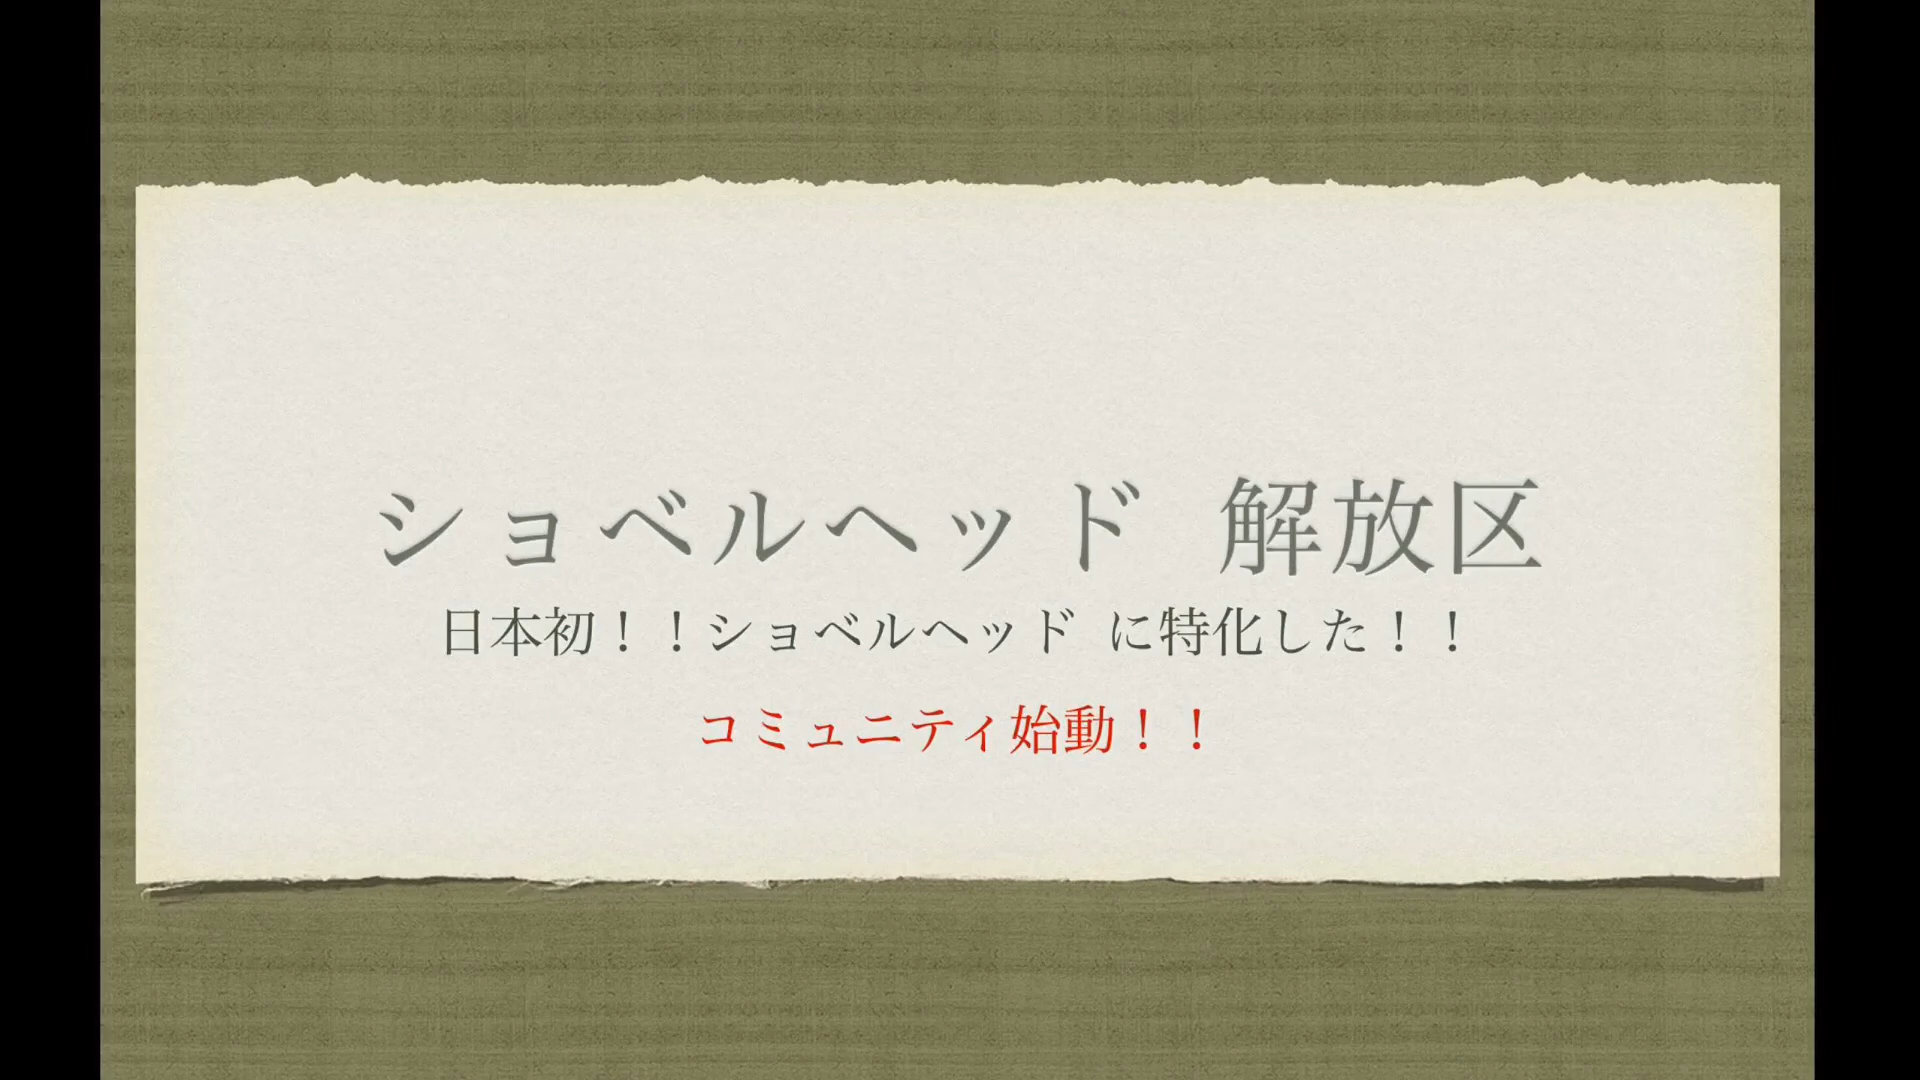 ショベルヘッド 解放区
日本初！！ショベルヘッド に特化した！！
コミュニティ始動！！